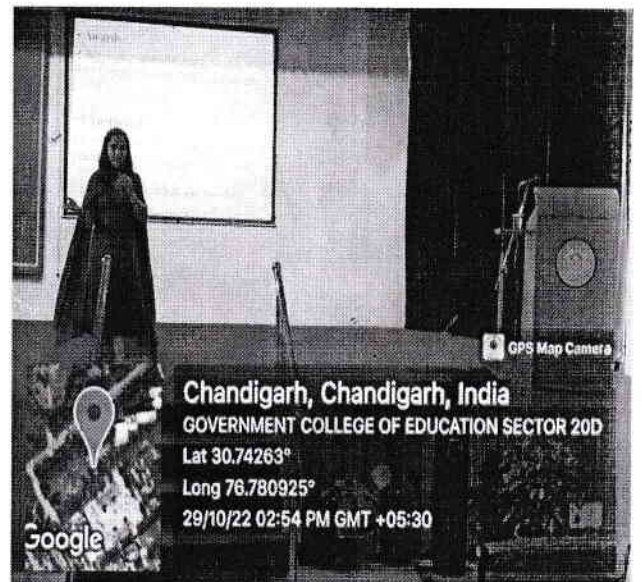 GPS Map Camera
Chandigarh, Chandigarh, India
GOVERNMENT COLLEGE OF EDUCATION SECTOR 20D
Lat 30.74263°
Long 76.780925°
29/10/22 02:54 PM GMT +05:30
Google